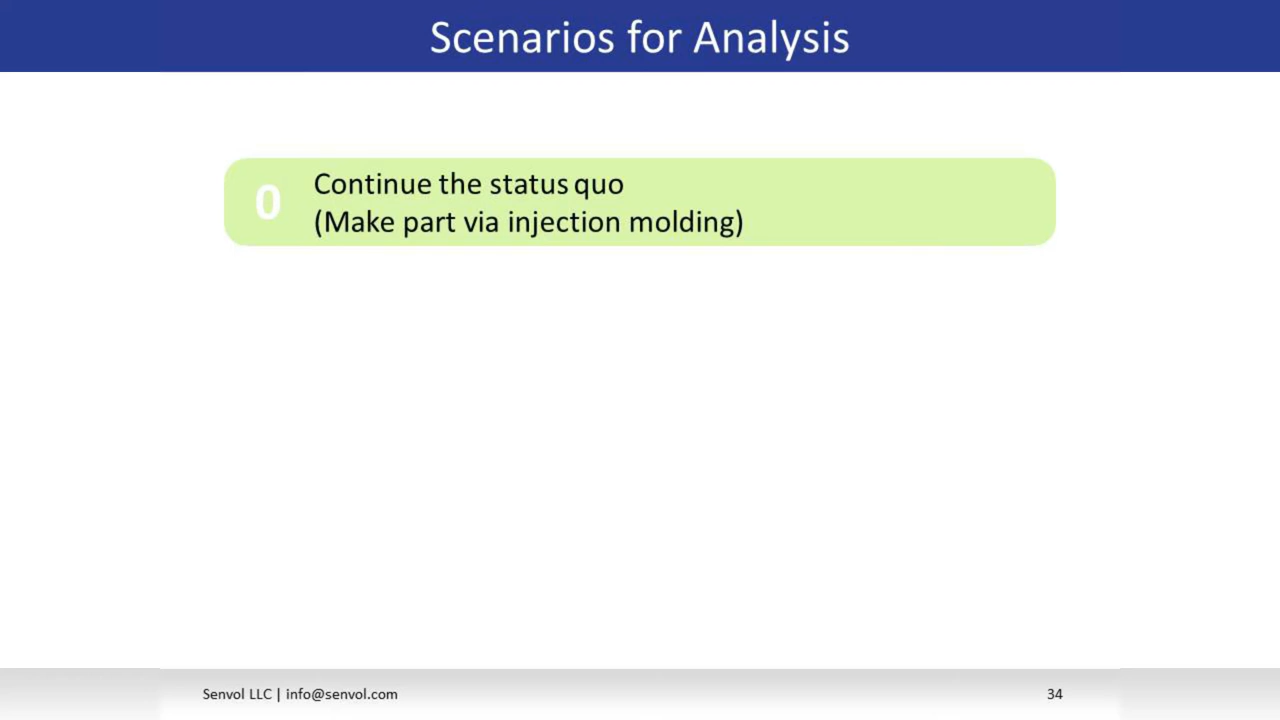 Scenarios for Analysis
0
Continue the status quo
(Make part via injection molding)
Senvol LLC | info@senvol.com
34